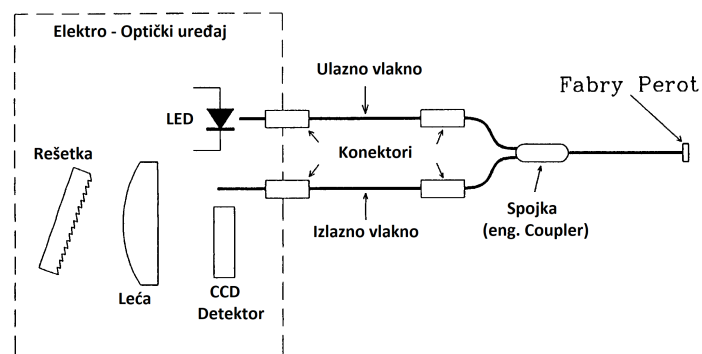 Elektro - Optički uređaj
Ulazno vlakno
Fabry Perot
LED
Konektori
Rešetka
Spojka
(eng. Coupler)
Izlazno vlakno
Leća
CCD
Detektor